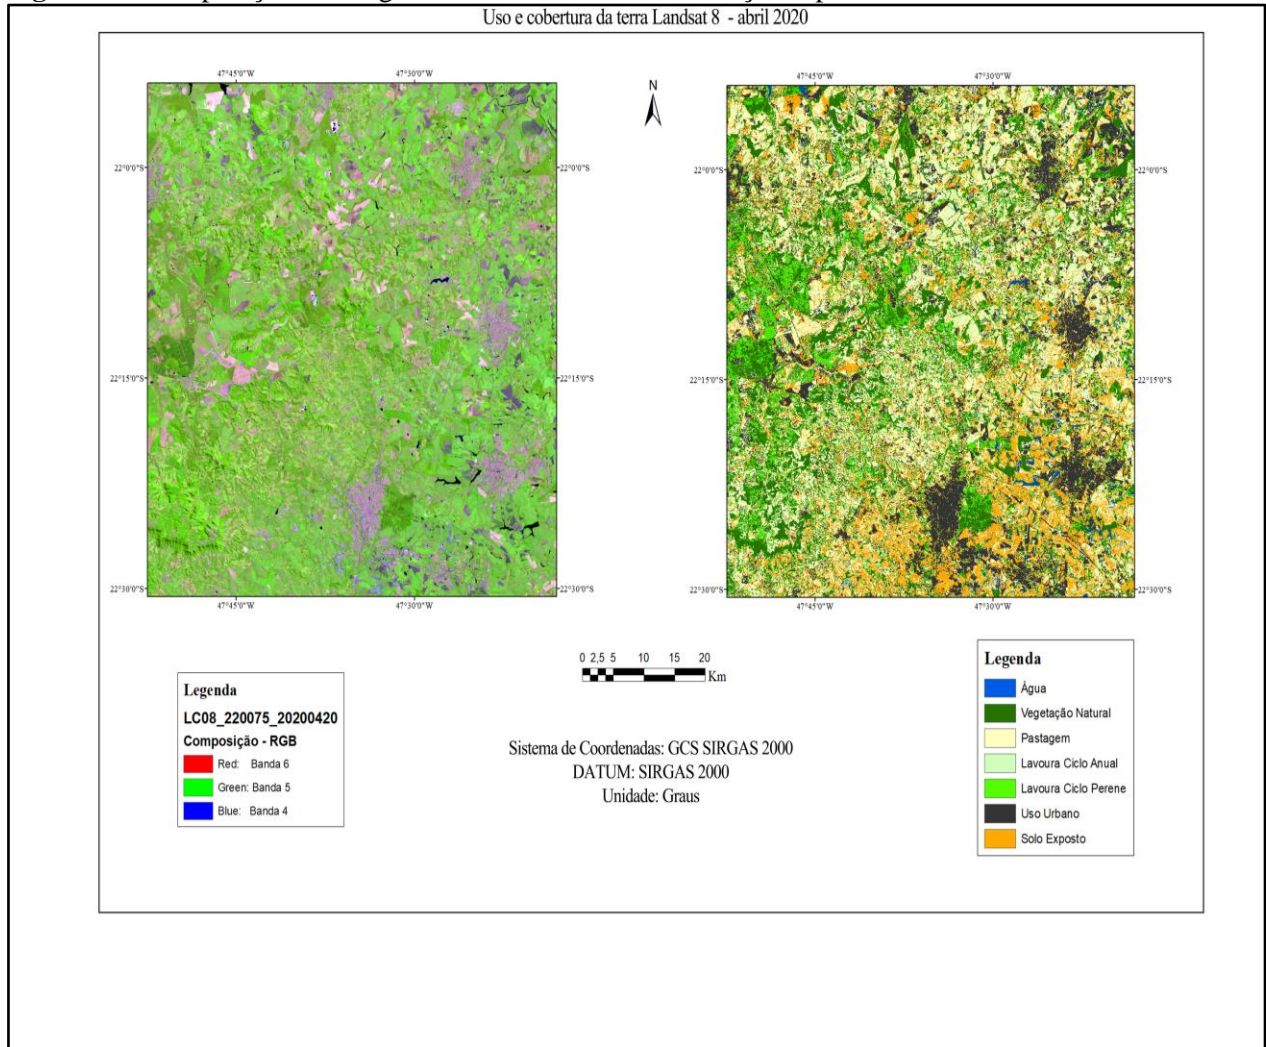 Uso e cobertura da terra Landsat 8 - abril 2020
47°45'0"W
47°30'0"W
N
47°45'0"W
47°30'0"W
22°0'0"S
22°0'0"S
22°0'0"S
22°0'0"S
22°15'0"S
22°15'0"S
22°15'0"S
22°15'0"S
22°30'0"S
22°30'0"S
22°30'0"S
22°30'0"S
47°45'0"W
47°30'0"W
47°45'0"W
47°30'0"W
0 2,5 5 10 15 20
Km
Legenda
LC08_220075_20200420
Composição - RGB
Red: Banda 6
Green: Banda 5
Blue: Banda 4
Sistema de Coordenadas: GCS SIRGAS 2000
DATUM: SIRGAS 2000
Unidade: Graus
Legenda
Água
Vegetação Natural
Pastagem
Lavoura Ciclo Anual
Lavoura Ciclo Perene
Uso Urbano
Solo Exposto